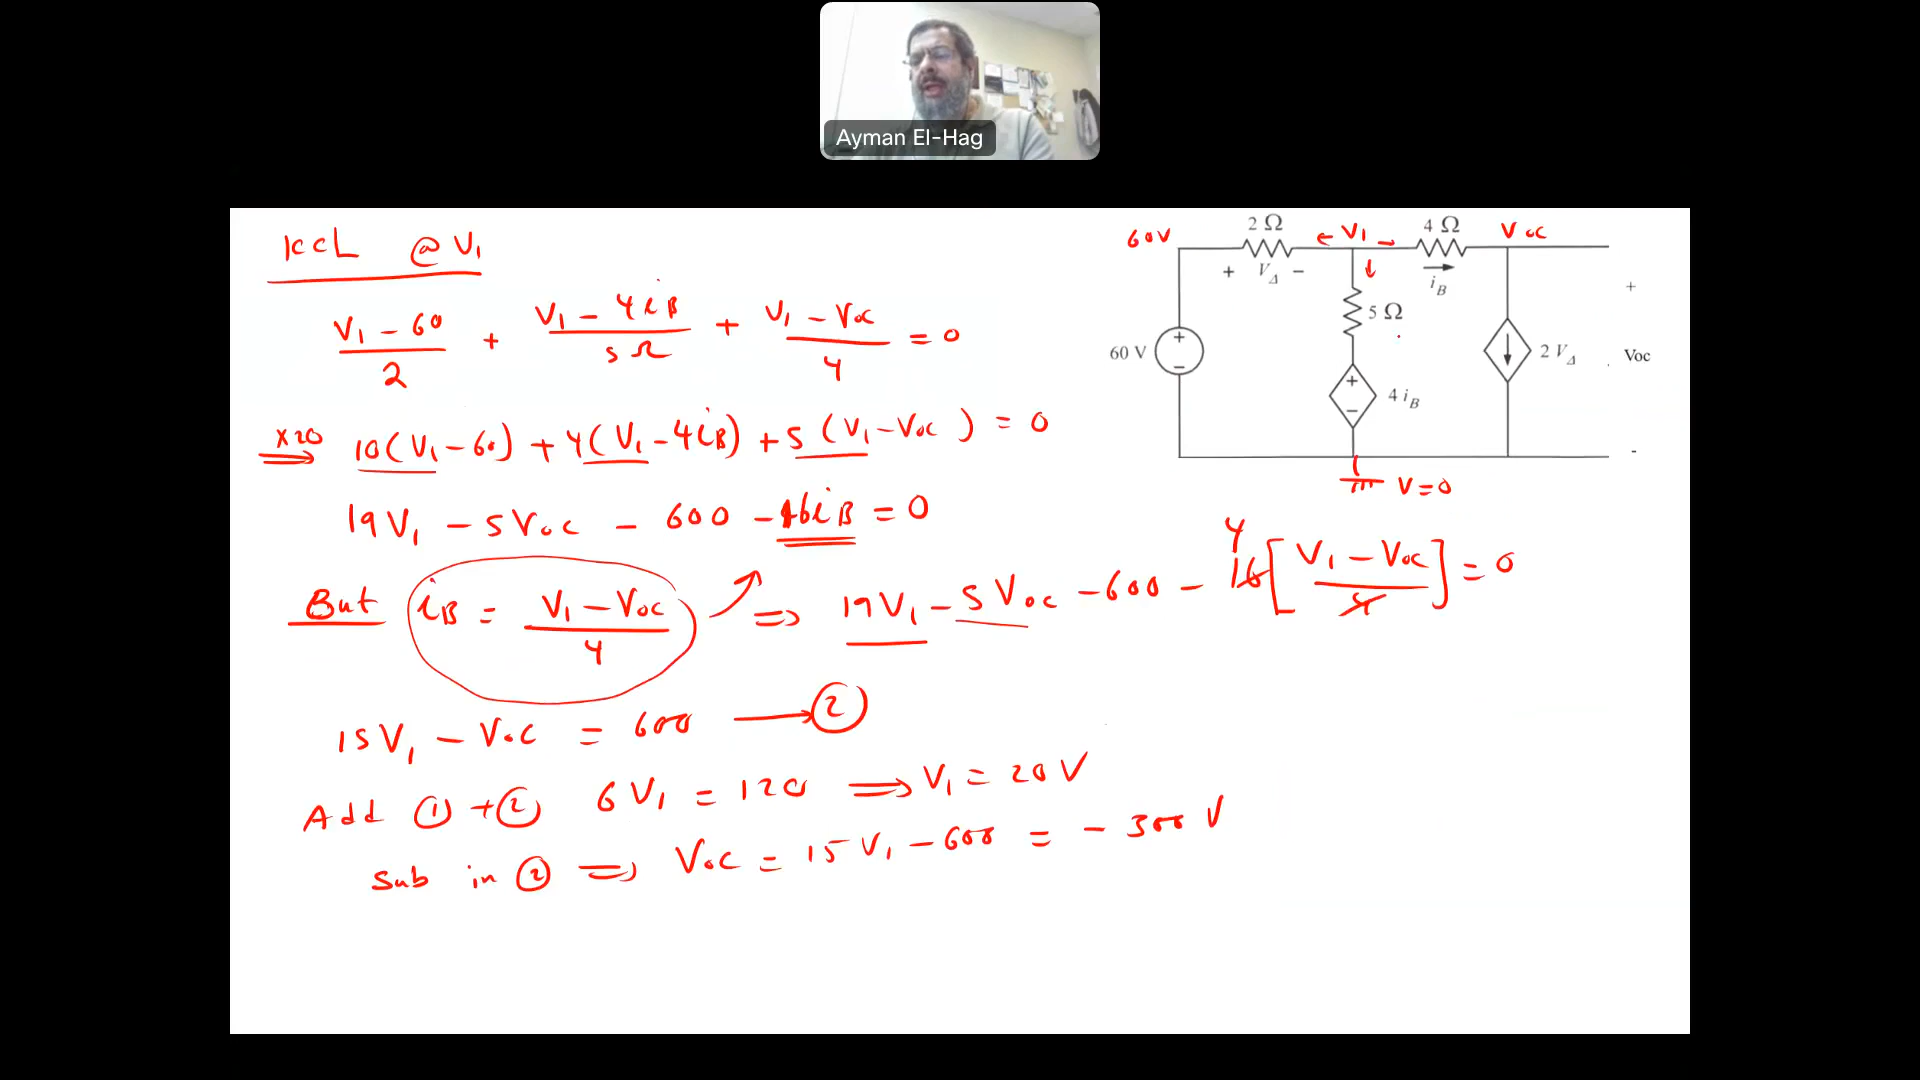 Ayman El-Hag
KCL @ V₁
(V₁ - 60)/2 + (V₁ - 4iB)/5Ω + (V₁ - Voc)/4 = 0
×20 ⇒ 10(V₁ - 60) + 4(V₁ - 4iB) + 5(V₁ - Voc) = 0
19V₁ - 5Voc - 600 - 16iB = 0
But iB = (V₁ - Voc)/4 ⇒ 19V₁ - 5Voc - 600 - 16[(V₁ - Voc)/4] = 0
4
15V₁ - Voc = 600 → ②
Add ① + ② 6V₁ = 120 ⇒ V₁ = 20 V
Sub in ② ⇒ Voc = 15V₁ - 600 = - 300 V
2 Ω
4 Ω
60V ← V₁ → Voc
+ VΔ -
iB
+
5 Ω
60 V
+
-
2 VΔ
Voc
+
-
4 iB
-
V=0